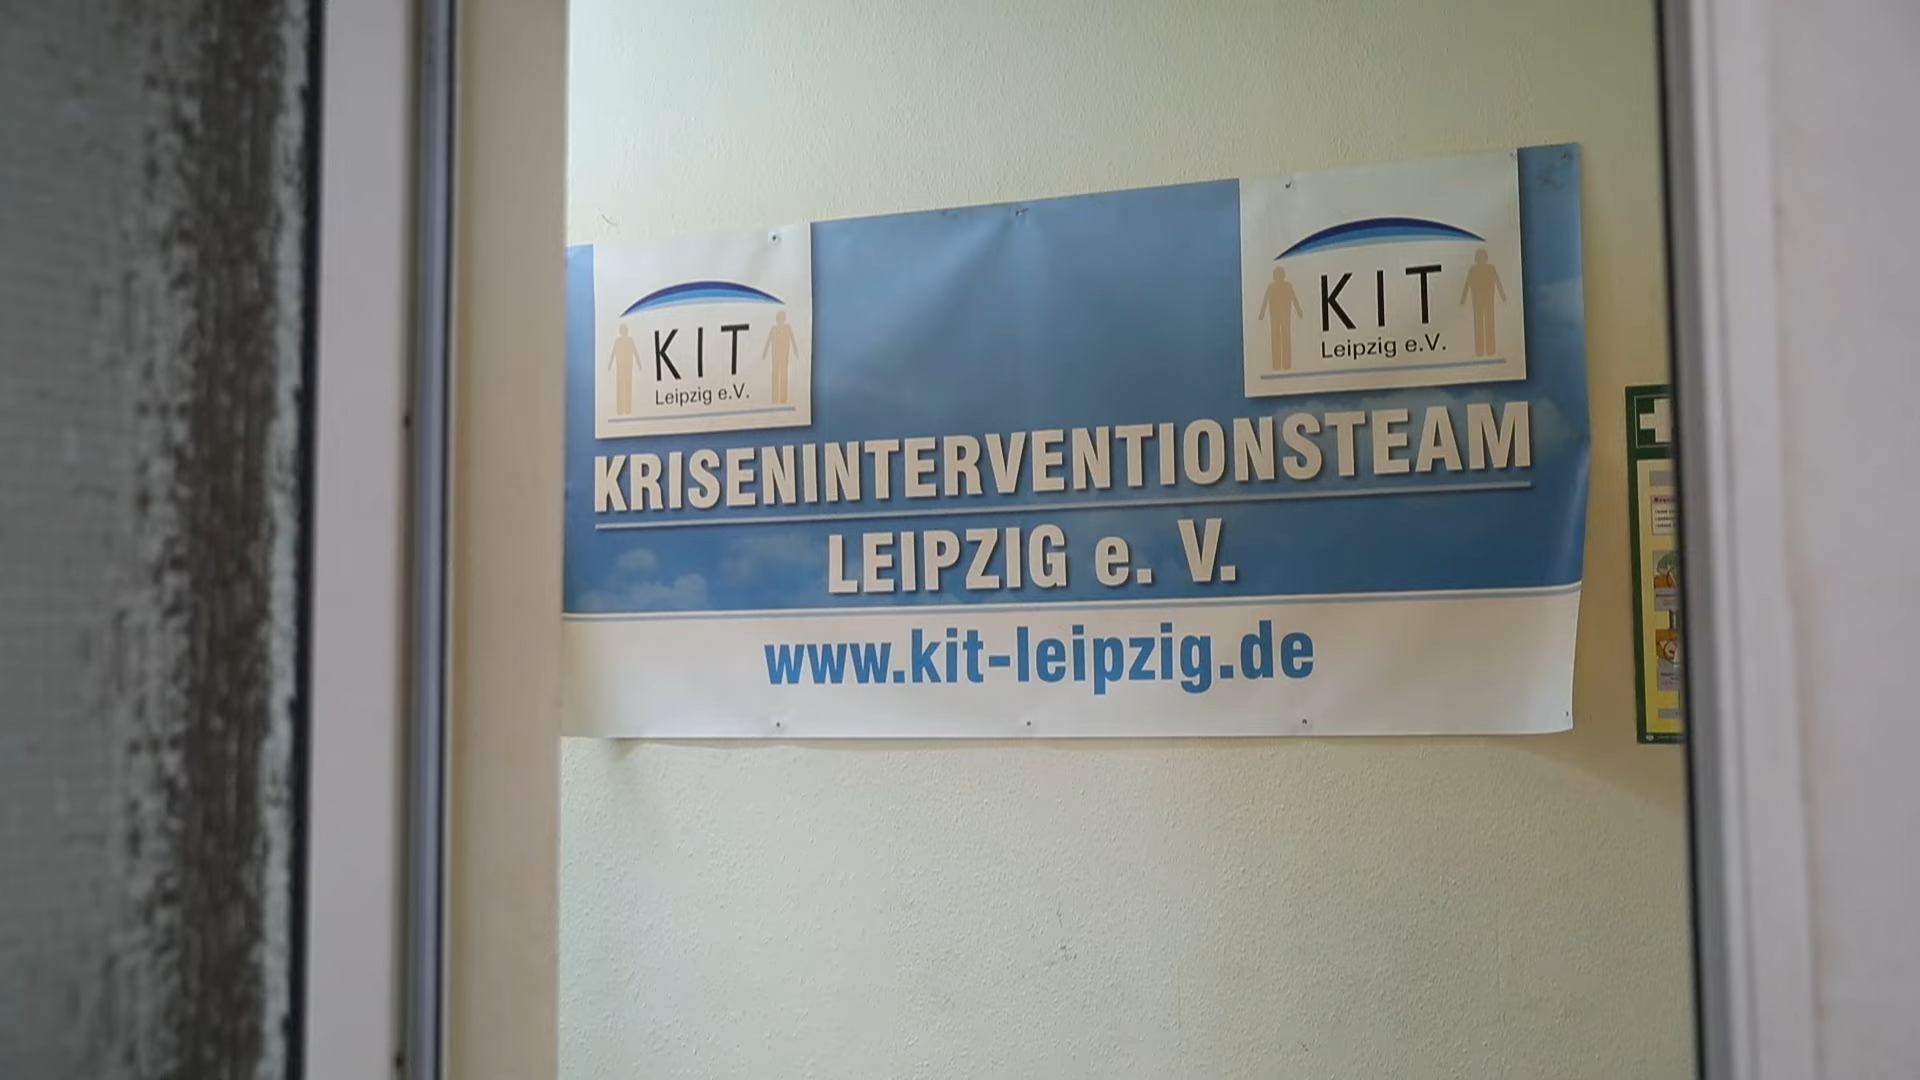 KIT
Leipzig e.V.
KIT
Leipzig e.V.
KRISENINTERVENTIONSTEAM
LEIPZIG e. V.
www.kit-leipzig.de